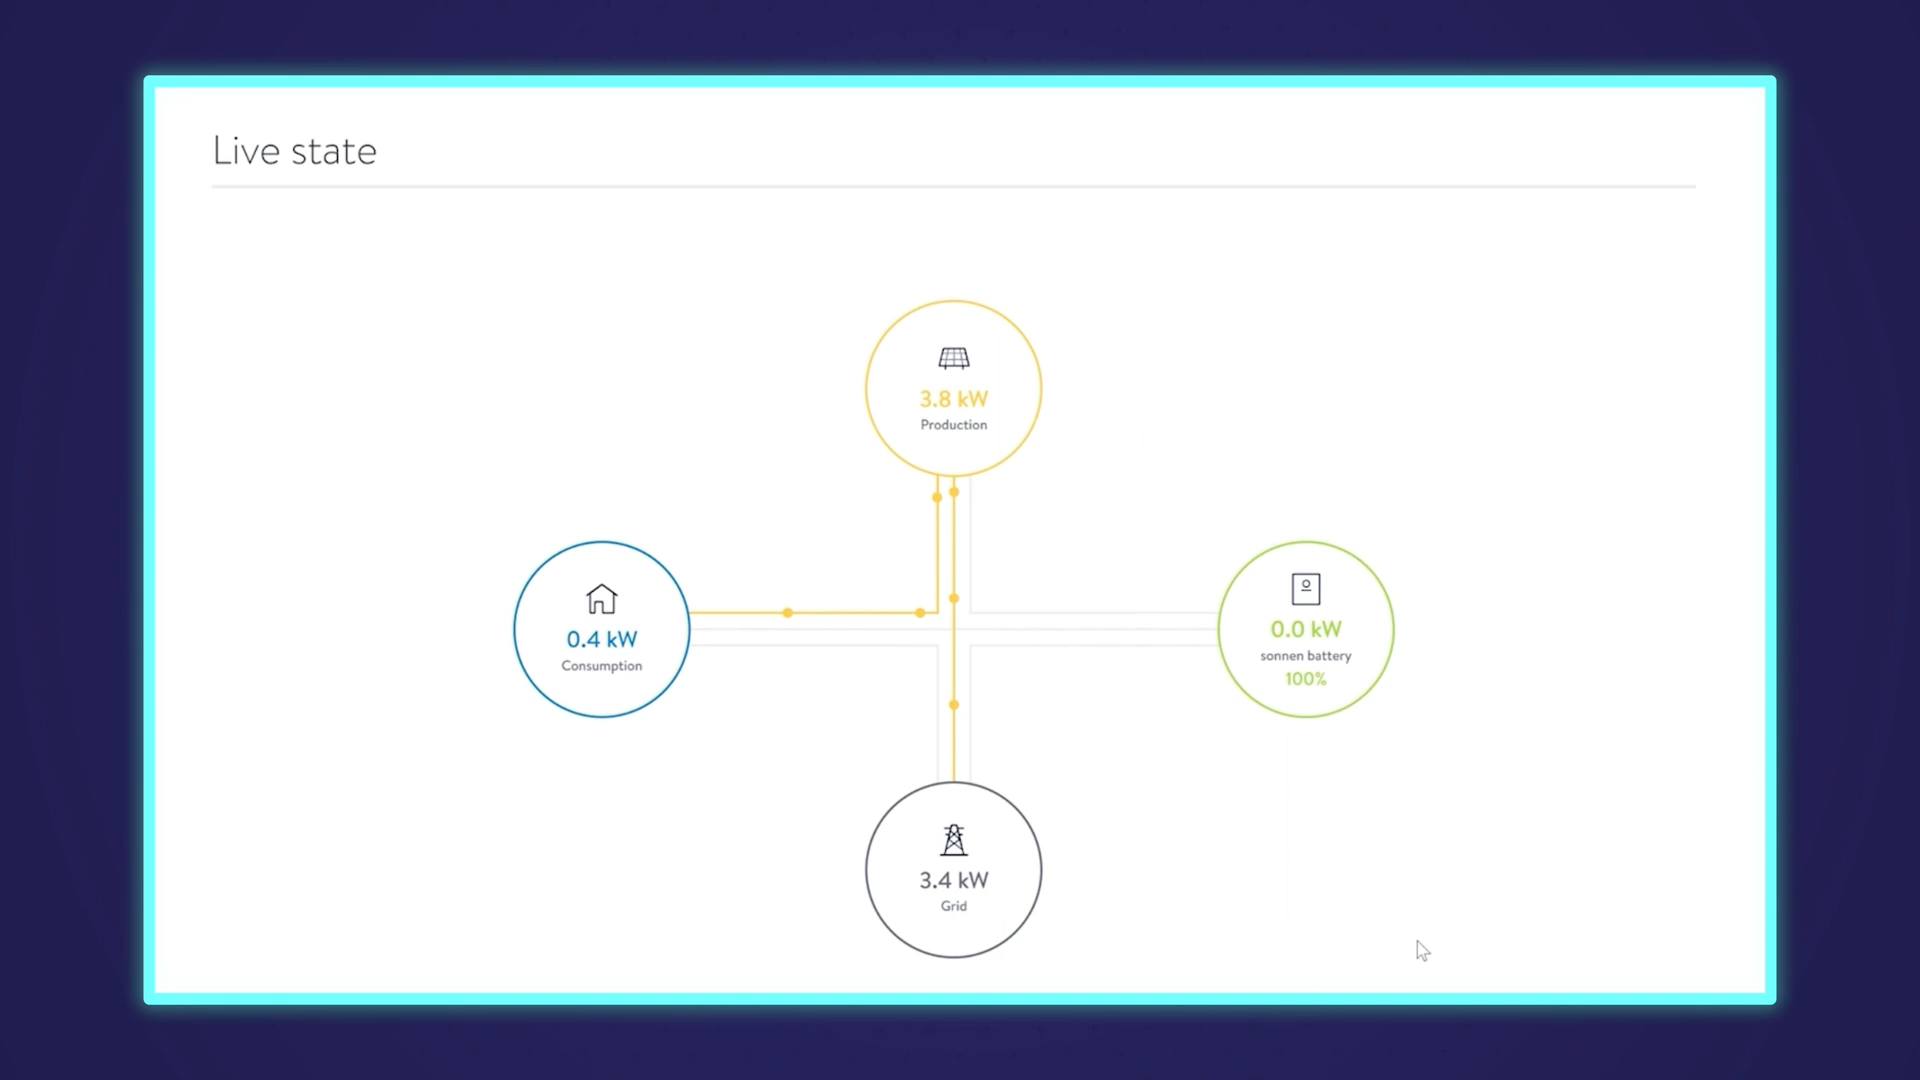 Live state
3.8 kW
Production
0.4 kW
Consumption
0.0 kW
sonnen battery
100%
3.4 kW
Grid